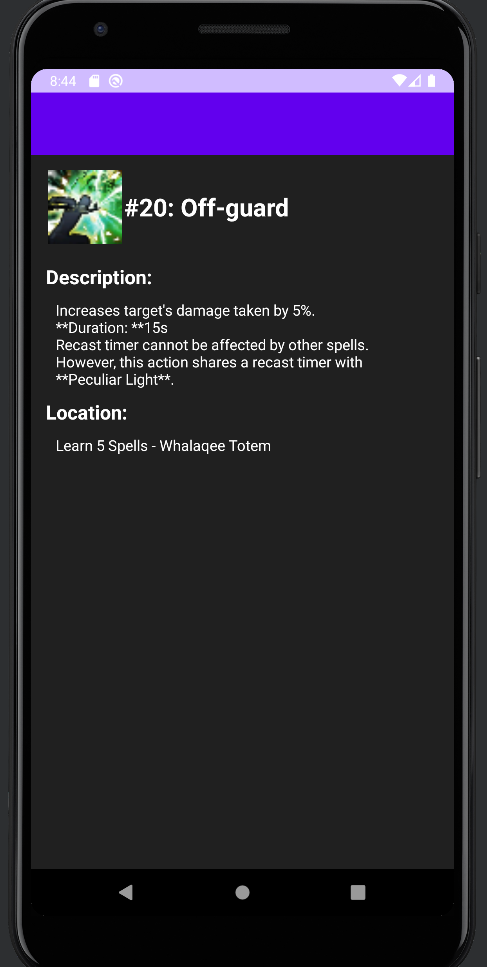 8:44
#20: Off-guard
Description:
Increases target's damage taken by 5%.
**Duration: **15s
Recast timer cannot be affected by other spells.
However, this action shares a recast timer with
**Peculiar Light**.
Location:
Learn 5 Spells - Whalaqee Totem